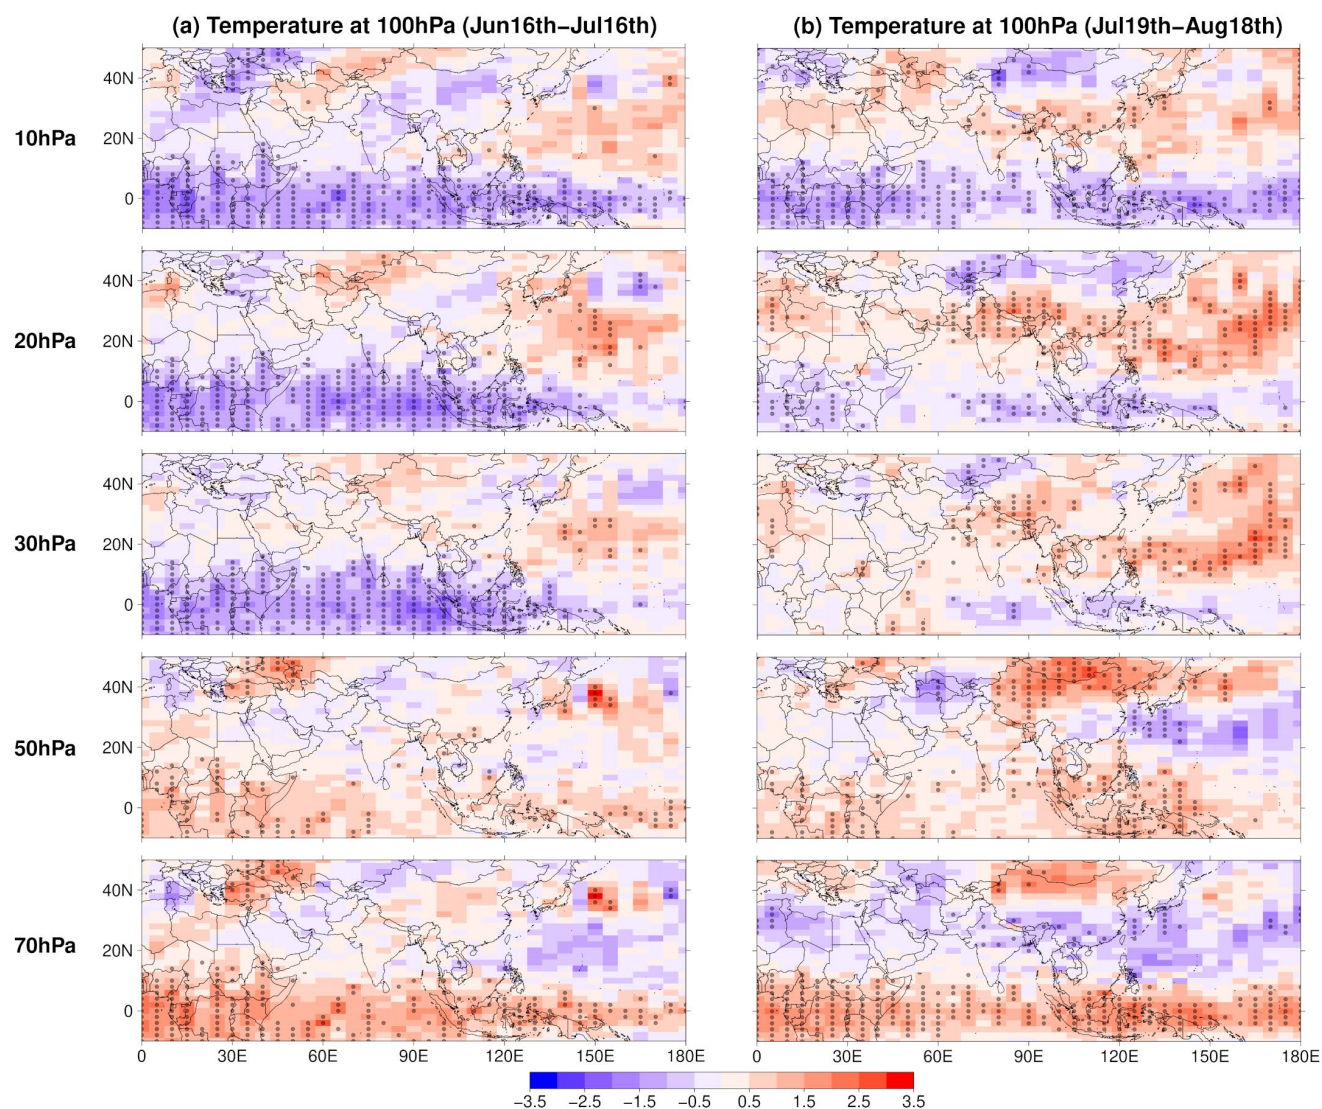 (a) Temperature at 100hPa (Jun16th−Jul16th)
(b) Temperature at 100hPa (Jul19th−Aug18th)
10hPa
40N
20N
0
20hPa
40N
20N
0
30hPa
40N
20N
0
50hPa
40N
20N
0
70hPa
40N
20N
0
0 30E 60E 90E 120E 150E 180E
0 30E 60E 90E 120E 150E 180E
−3.5 −2.5 −1.5 −0.5 0.5 1.5 2.5 3.5